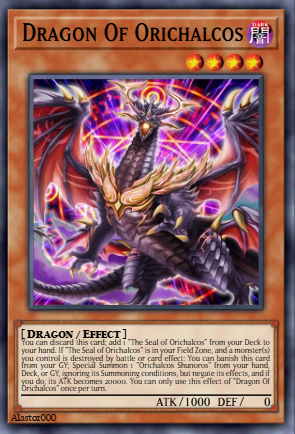 Dragon Of Orichalcos
DARK
闇
[ Dragon / Effect ]
You can discard this card; add 1 "The Seal of Orichalcos" from your Deck to
your hand. If "The Seal of Orichalcos" is in your Field Zone, and a monster(s)
you control is destroyed by battle or card effect: You can banish this card
from your GY; Special Summon 1 "Orichalcos Shunoros" from your hand,
Deck, or GY, ignoring its Summoning conditions, but negate its effects, and if
you do, its ATK becomes 20000. You can only use this effect of "Dragon Of
Orichalcos" once per turn.
ATK / 1000 DEF / 0
Alastor000